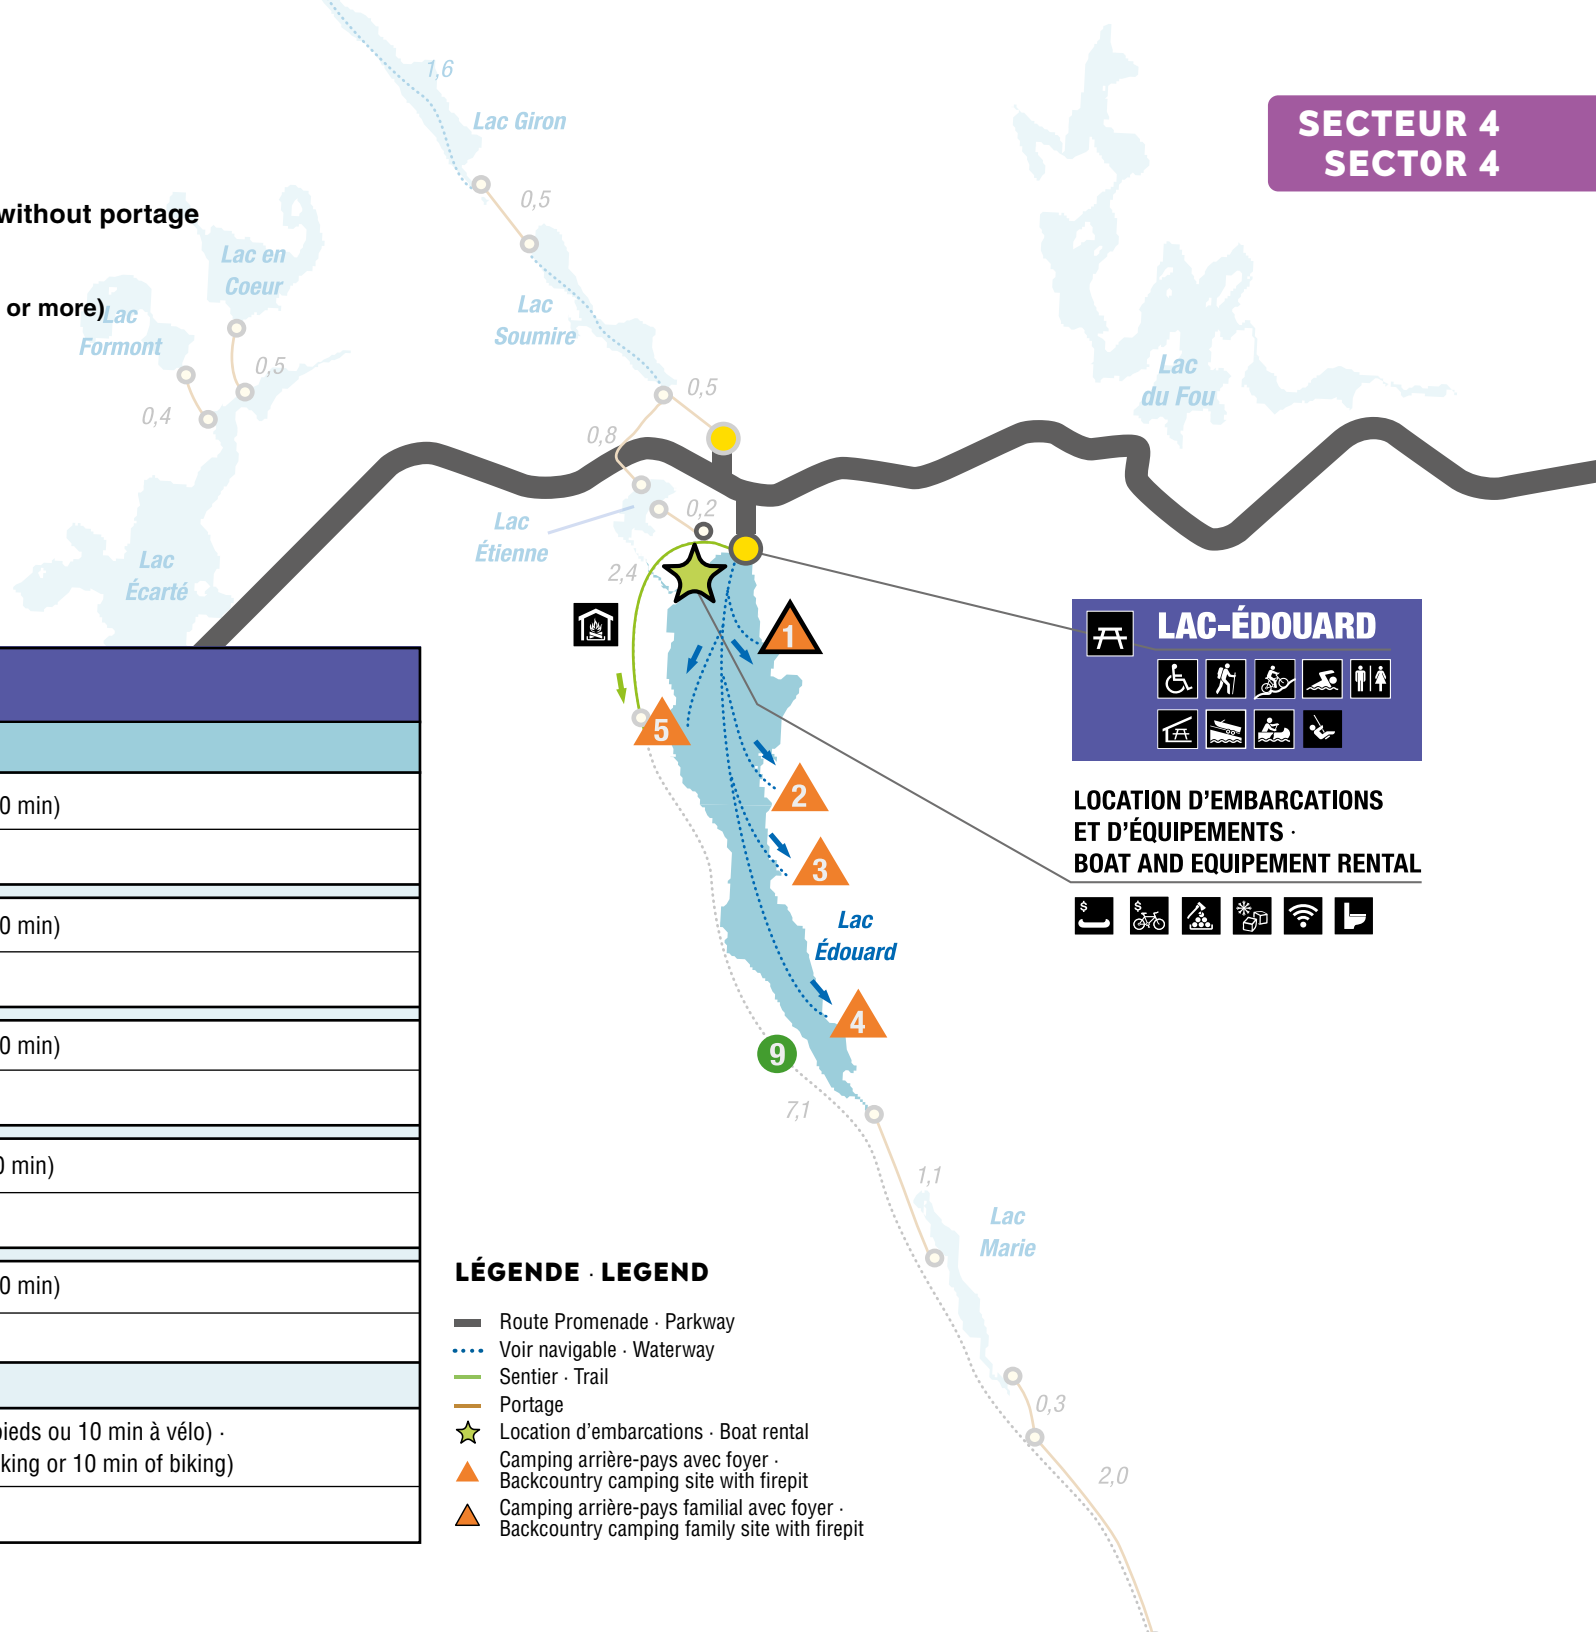 SECTEUR 4
SECTOR 4
without portage
or more)
1,6
Lac Giron
0,5
Lac en
Coeur
Lac
Formont
0,5
0,4
Lac
Soumire
0,5
0,8
Lac
du Fou
Lac
Étienne
0,2
2,4
Lac
Écarté
1
5
2
3
Lac
Édouard
4
9
7,1
1,1
Lac
Marie
0,3
2,0
LAC-ÉDOUARD
LOCATION D'EMBARCATIONS
ET D'ÉQUIPEMENTS ·
BOAT AND EQUIPEMENT RENTAL
$
$
0 min)
0 min)
0 min)
0 min)
0 min)
pieds ou 10 min à vélo) ·
king or 10 min of biking)
LÉGENDE · LEGEND
Route Promenade · Parkway
Voir navigable · Waterway
Sentier · Trail
Portage
Location d'embarcations · Boat rental
Camping arrière-pays avec foyer ·
Backcountry camping site with firepit
Camping arrière-pays familial avec foyer ·
Backcountry camping family site with firepit